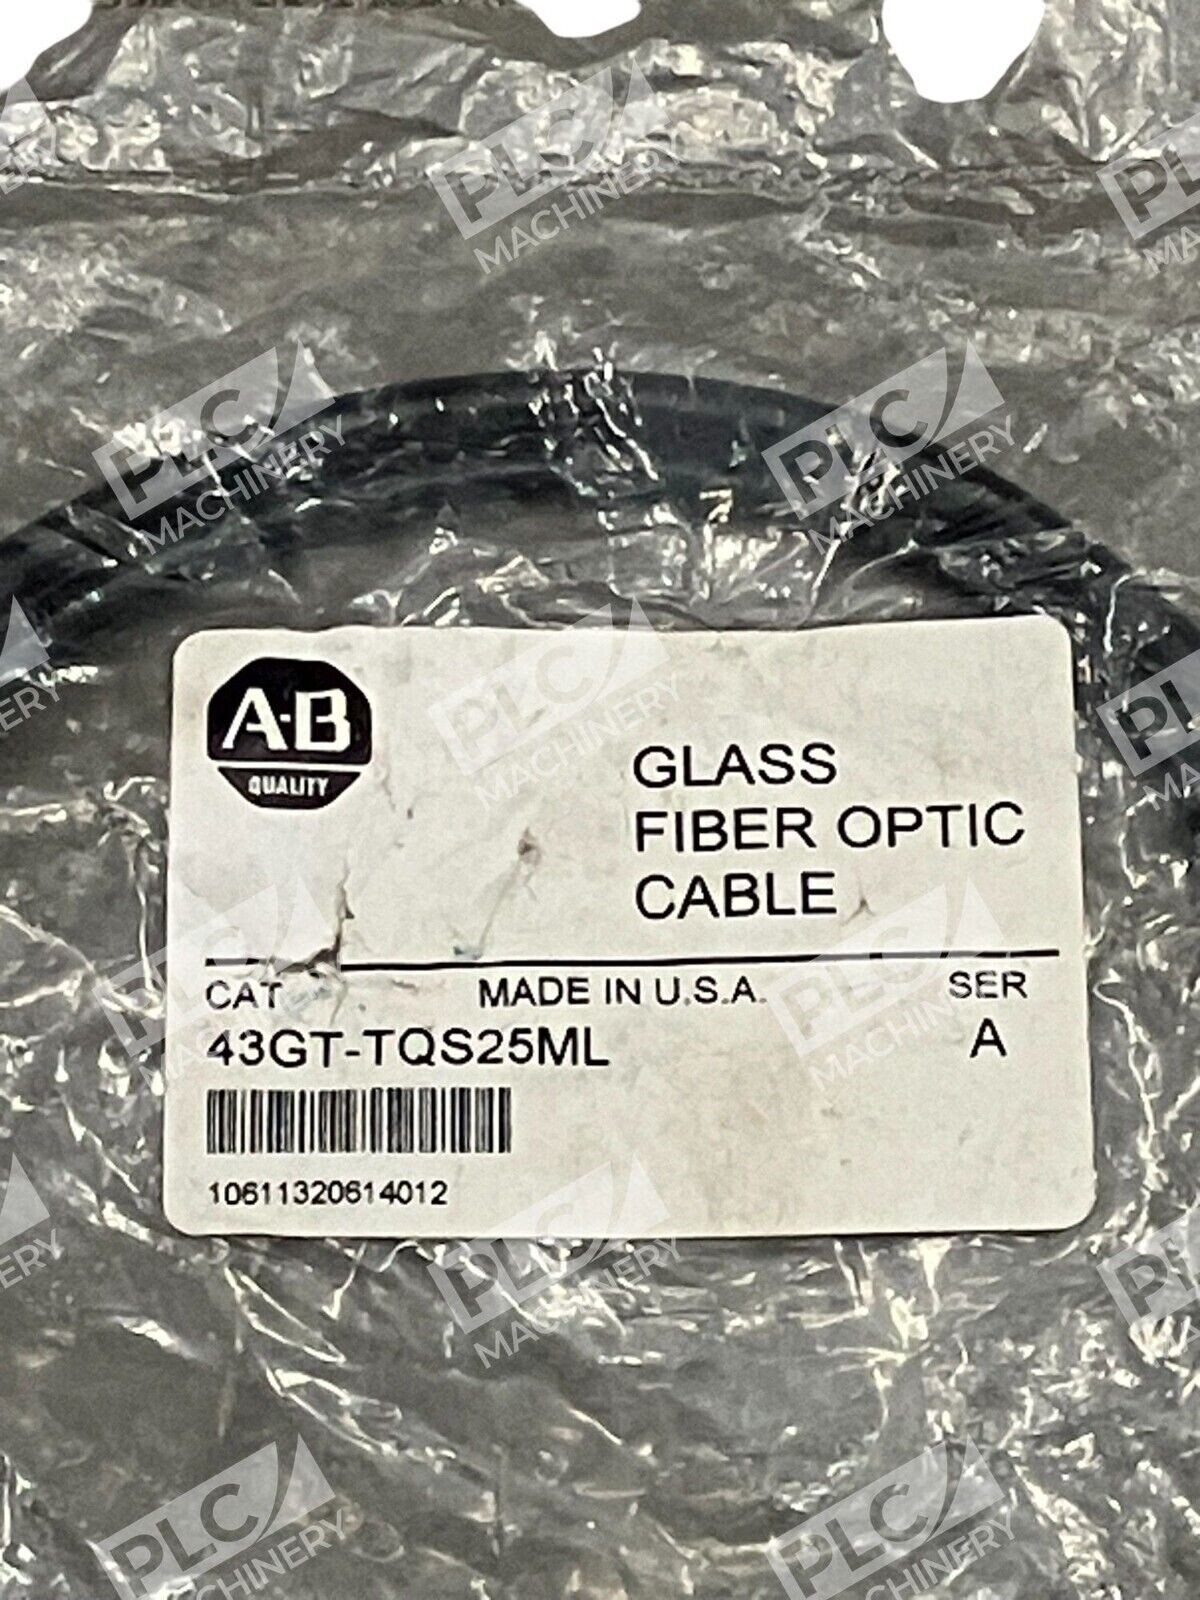 A-B
QUALITY
GLASS
FIBER OPTIC
CABLE
CAT MADE IN U.S.A. SER
43GT-TQS25ML A
10611320614012
PLC
MACHINERY